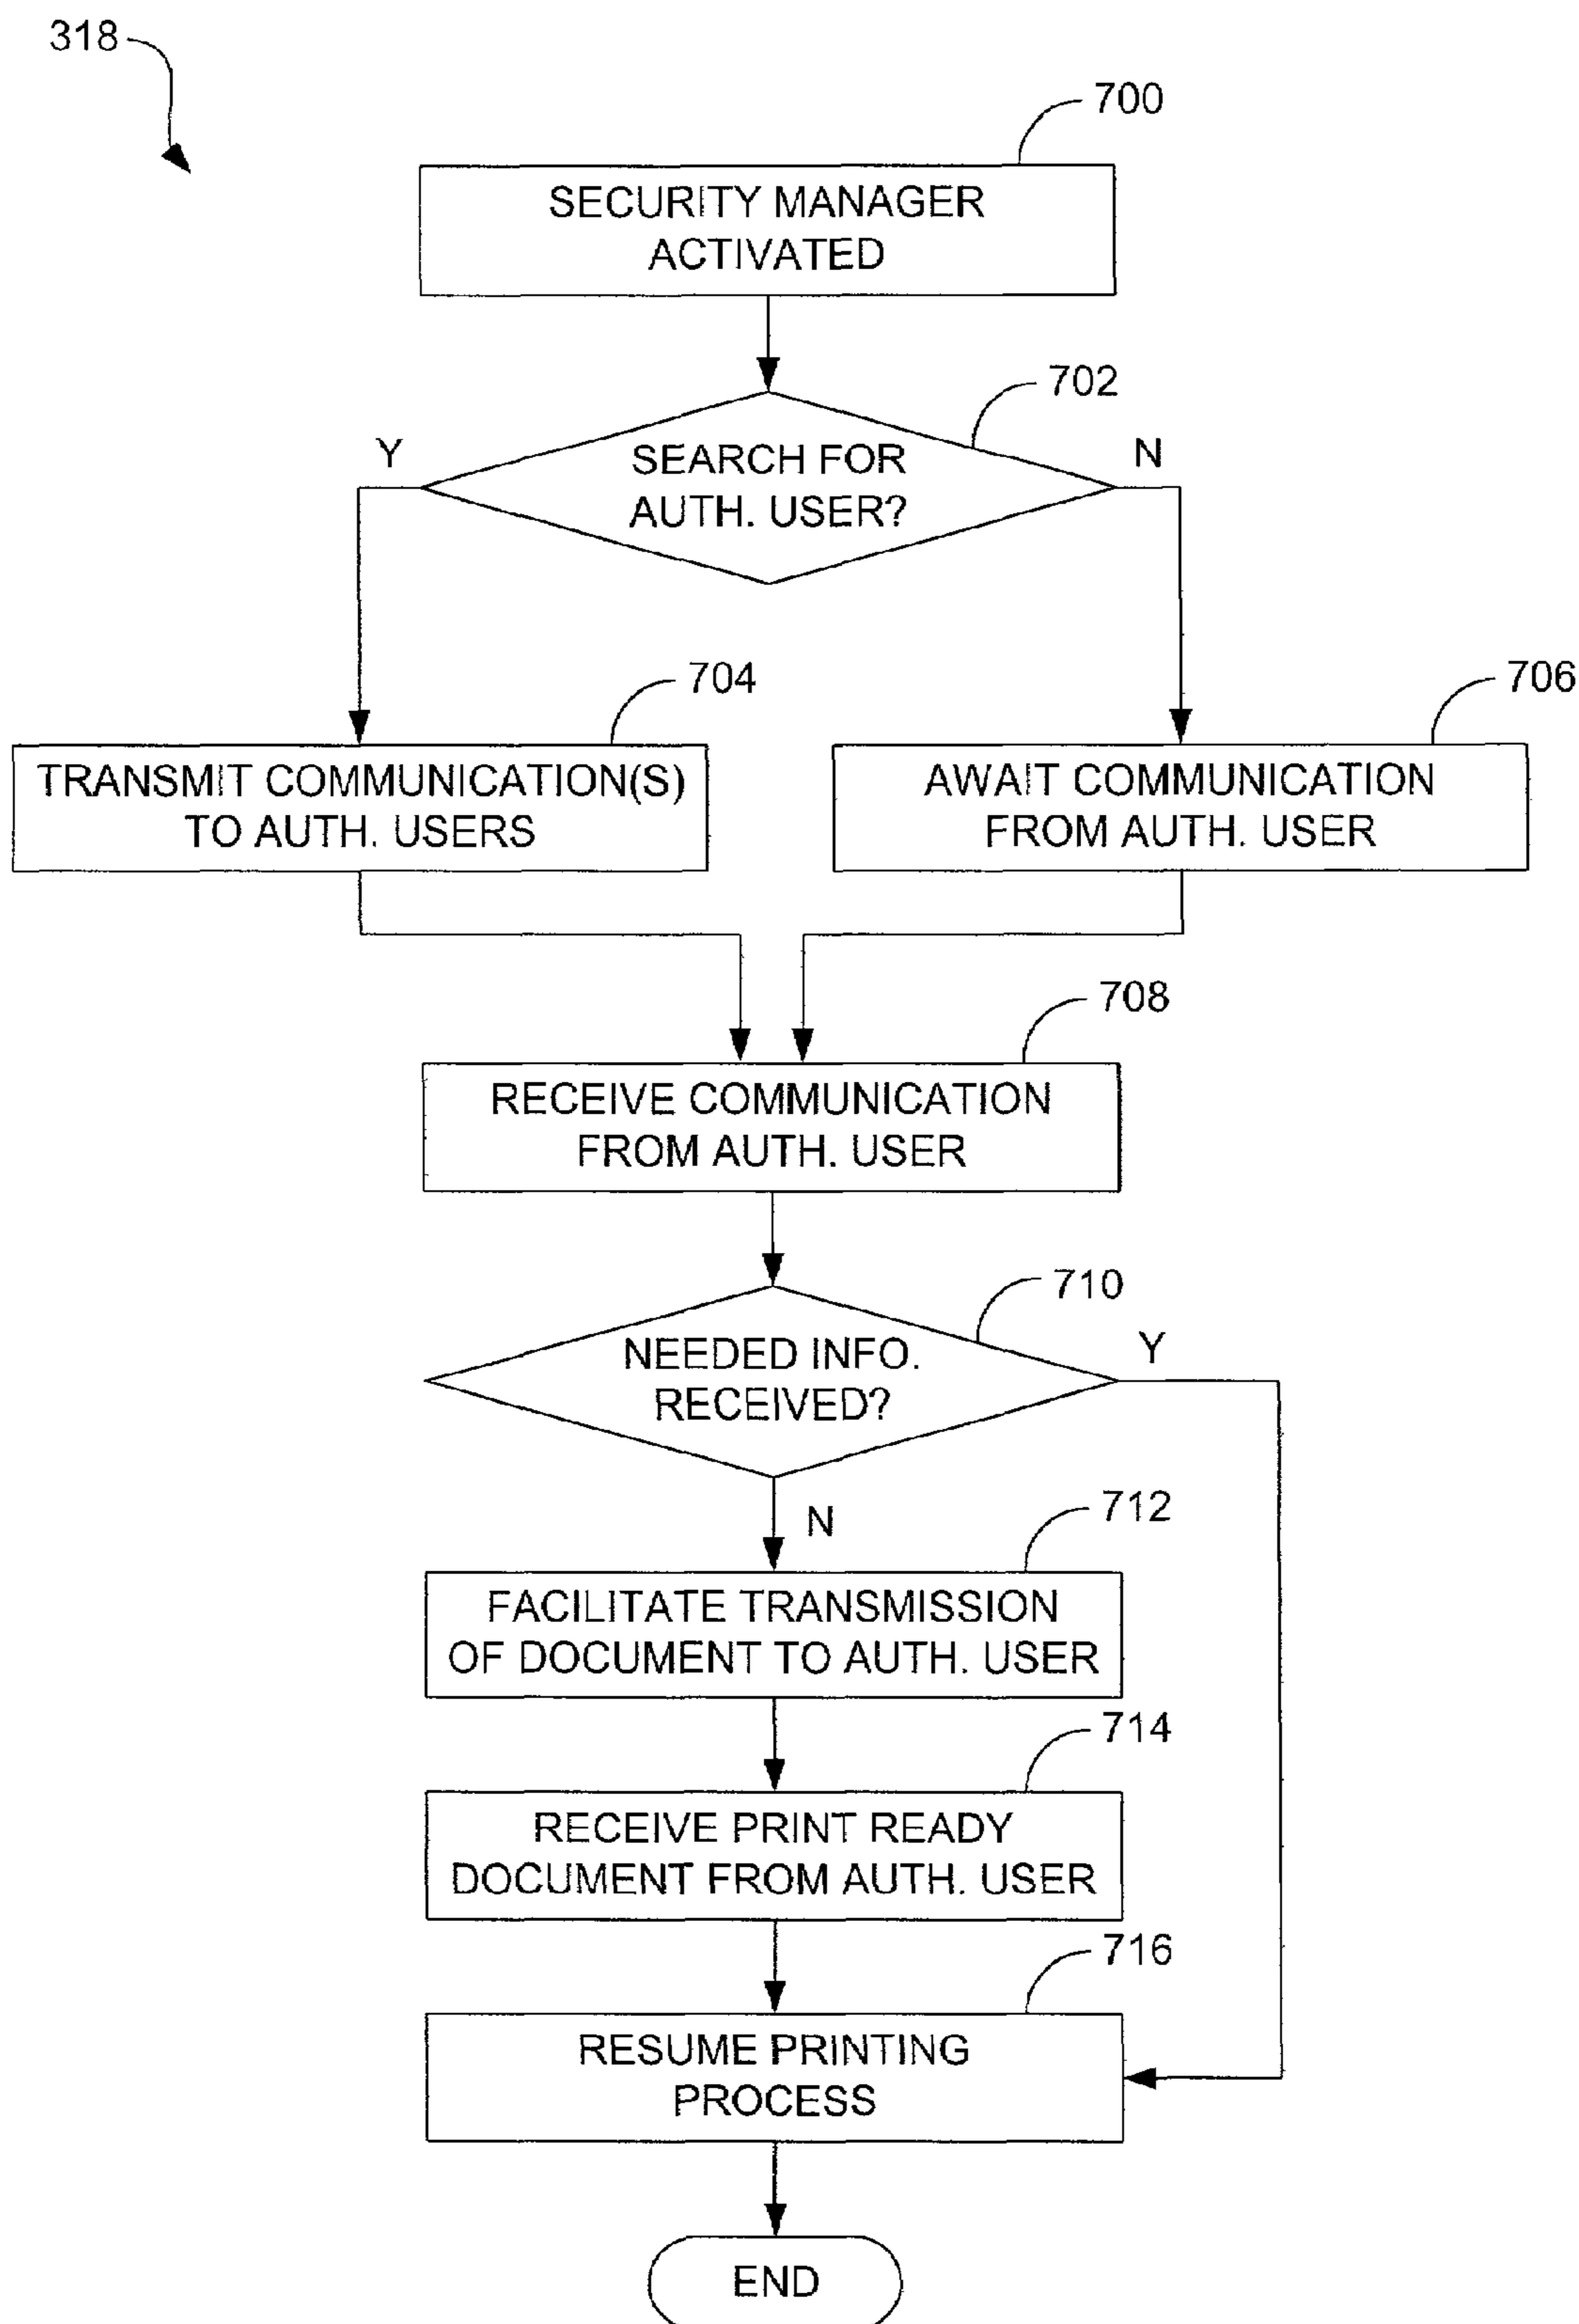 318
700
SECURITY MANAGER
ACTIVATED
702
Y
N
SEARCH FOR
AUTH. USER?
704
706
TRANSMIT COMMUNICATION(S)
TO AUTH. USERS
AWAIT COMMUNICATION
FROM AUTH. USER
708
RECEIVE COMMUNICATION
FROM AUTH. USER
710
Y
NEEDED INFO.
RECEIVED?
N
712
FACILITATE TRANSMISSION
OF DOCUMENT TO AUTH. USER
714
RECEIVE PRINT READY
DOCUMENT FROM AUTH. USER
716
RESUME PRINTING
PROCESS
END